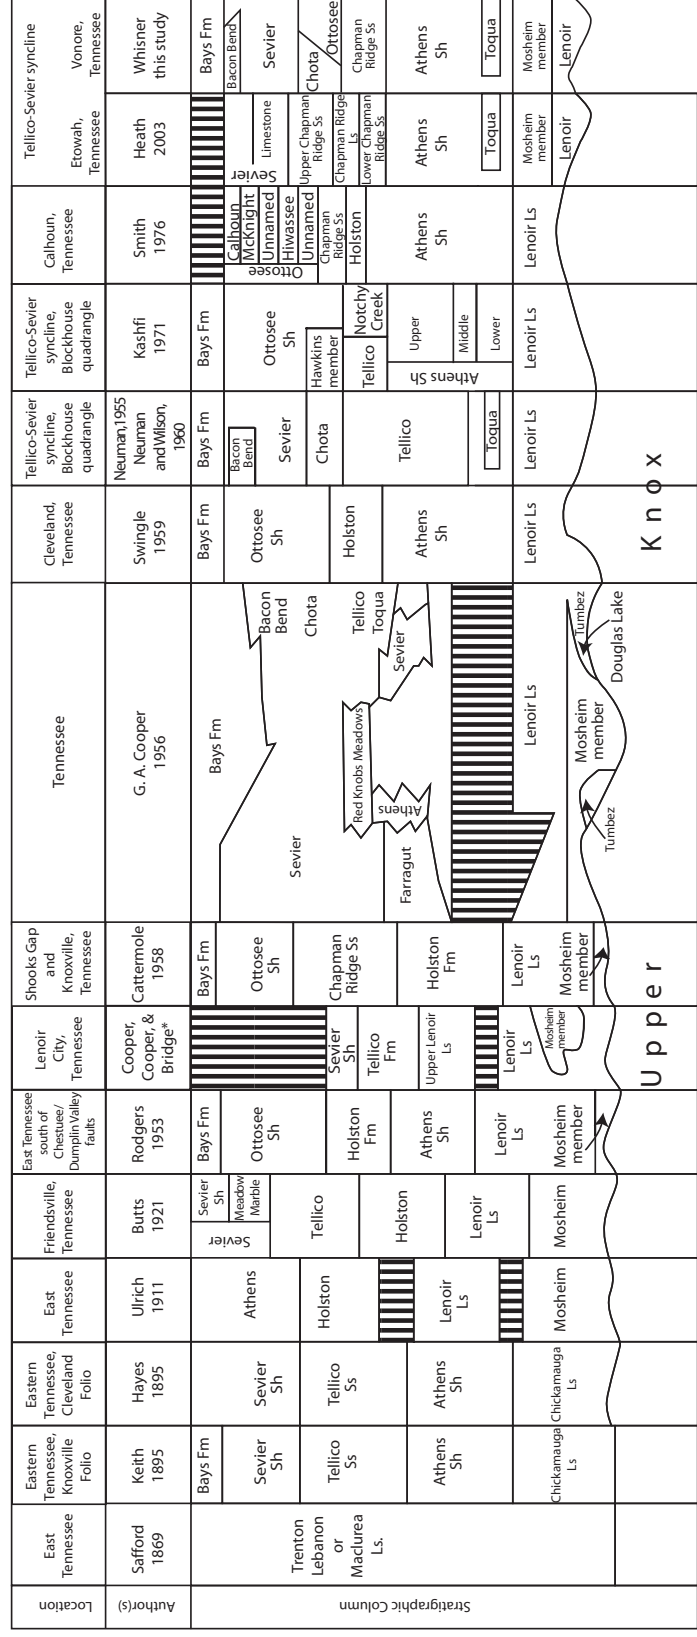 Location
Author(s)
Stratigraphic Column
East
Tennessee
Safford
1869
Trenton
Lebanon
or
Maclurea
Ls.
Eastern
Tennessee,
Knoxville
Folio
Keith
1895
Bays Fm
Sevier
Sh
Tellico
Ss
Athens
Sh
Chickamauga
Ls
Eastern
Tennessee,
Cleveland
Folio
Hayes
1895
Sevier
Sh
Tellico
Ss
Athens
Sh
Chickamauga
Ls
East
Tennessee
Ulrich
1911
Athens
Holston
Lenoir
Ls
Mosheim
Friendsville,
Tennessee
Butts
1921
Sevier
Sevier
Sh
Meadow
Marble
Tellico
Holston
Lenoir
Ls
Mosheim
East Tennessee
south of
Chestuee/
Dumplin Valley
faults
Rodgers
1953
Bays Fm
Ottosee
Sh
Holston
Fm
Athens
Sh
Lenoir
Ls
Mosheim
member
Lenoir
City,
Tennessee
Cooper,
Cooper, &
Bridge*
Sevier
Sh
Tellico
Fm
Upper Lenoir
Ls
Lenoir
Ls
Mosheim
member
Shooks Gap
and
Knoxville,
Tennessee
Cattermole
1958
Bays Fm
Ottosee
Sh
Chapman
Ridge Ss
Holston
Fm
Lenoir
Ls
Mosheim
member
Tennessee
G. A. Cooper
1956
Bays Fm
Sevier
Bacon
Bend
Chota
Red Knobs Meadows
Tellico
Toqua
Athens
Sevier
Farragut
Lenoir Ls
Mosheim
member
Tumbez
Tumbez
Douglas Lake
Cleveland,
Tennessee
Swingle
1959
Bays Fm
Ottosee
Sh
Holston
Athens
Sh
Lenoir Ls
Tellico-Sevier
syncline,
Blockhouse
quadrangle
Neuman,1955
Neuman
and Wilson,
1960
Bays Fm
Bacon
Bend
Sevier
Chota
Tellico
Toqua
Lenoir Ls
Tellico-Sevier
syncline,
Blockhouse
quadrangle
Kashfi
1971
Bays Fm
Ottosee
Sh
Hawkins
member
Tellico
Notchy
Creek
Athens Sh
Upper
Middle
Lower
Lenoir Ls
Calhoun,
Tennessee
Smith
1976
Ottosee
Calhoun
McKnight
Unnamed
Hiwassee
Unnamed
Chapman
Ridge Ss
Holston
Athens
Sh
Lenoir Ls
Tellico-Sevier syncline
Etowah,
Tennessee
Heath
2003
Sevier
Limestone
Upper Chapman
Ridge Ss
Chapman Ridge
Ls
Lower Chapman
Ridge Ss
Athens
Sh
Toqua
Mosheim
member
Lenoir
Vonore,
Tennessee
Whisner
this study
Bays Fm
Bacon Bend
Sevier
Chota
Ottosee
Chapman
Ridge Ss
Athens
Sh
Toqua
Mosheim
member
Lenoir
Upper Knox